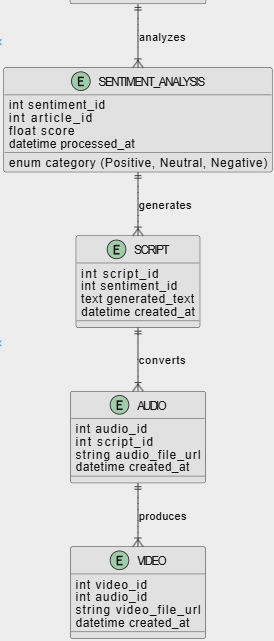 analyzes
E SENTIMENT_ANALYSIS
int sentiment_id
int article_id
float score
datetime processed_at
enum category (Positive, Neutral, Negative)
generates
E SCRIPT
int script_id
int sentiment_id
text generated_text
datetime created_at
converts
E AUDIO
int audio_id
int script_id
string audio_file_url
datetime created_at
produces
E VIDEO
int video_id
int audio_id
string video_file_url
datetime created_at